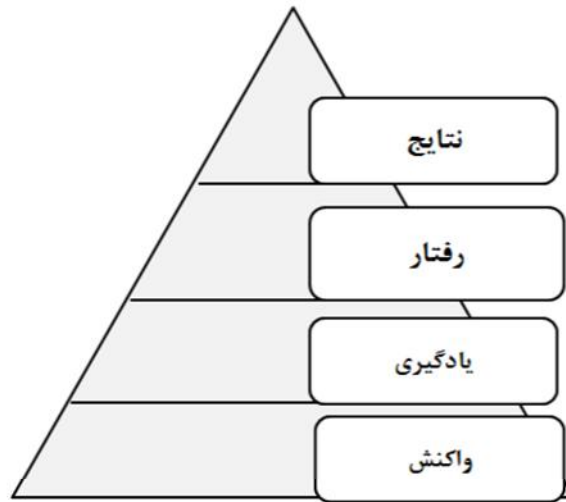 نتایج
رفتار
یادگیری
واکنش